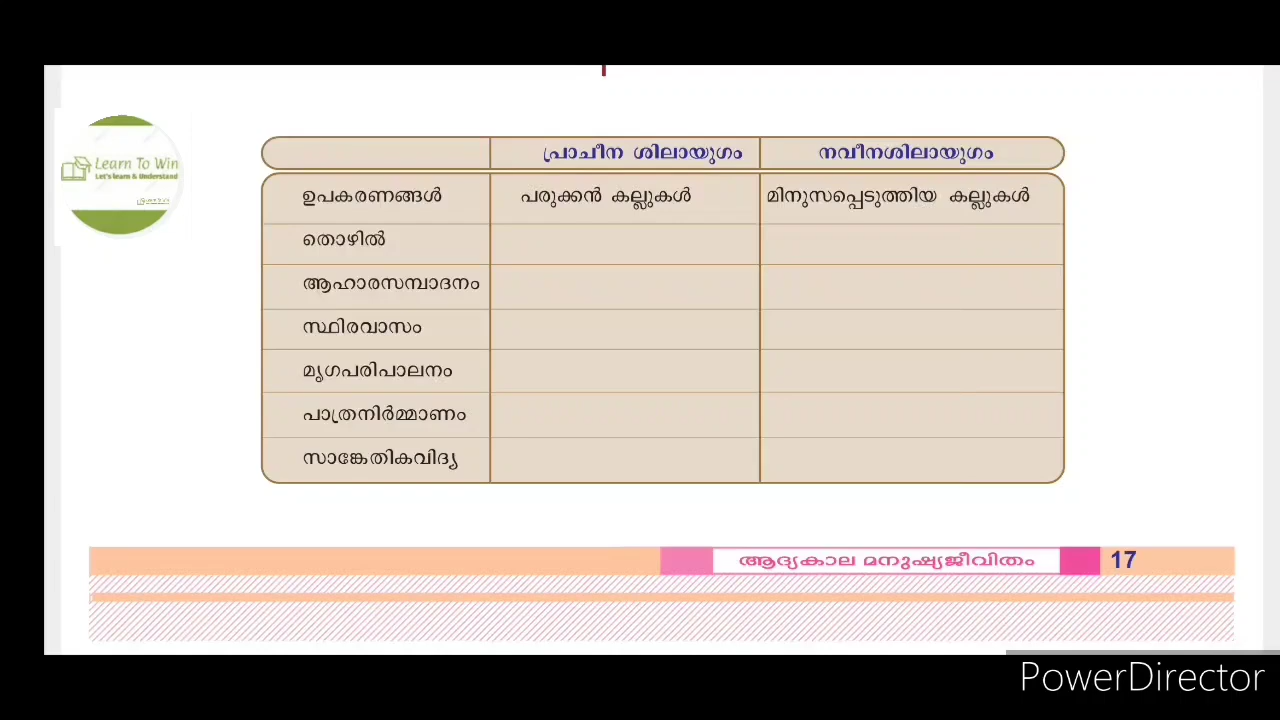 Learn To Win
Let's learn & Understand
പ്രാചീന ശിലായുഗം നവീനശിലായുഗം
ഉപകരണങ്ങൾ പരുക്കൻ കല്ലുകൾ മിനുസപ്പെടുത്തിയ കല്ലുകൾ
തൊഴിൽ
ആഹാരസമ്പാദനം
സ്ഥിരവാസം
മൃഗപരിപാലനം
പാത്രനിർമ്മാണം
സാങ്കേതികവിദ്യ
ആദ്യകാല മനുഷ്യജീവിതം 17
PowerDirector